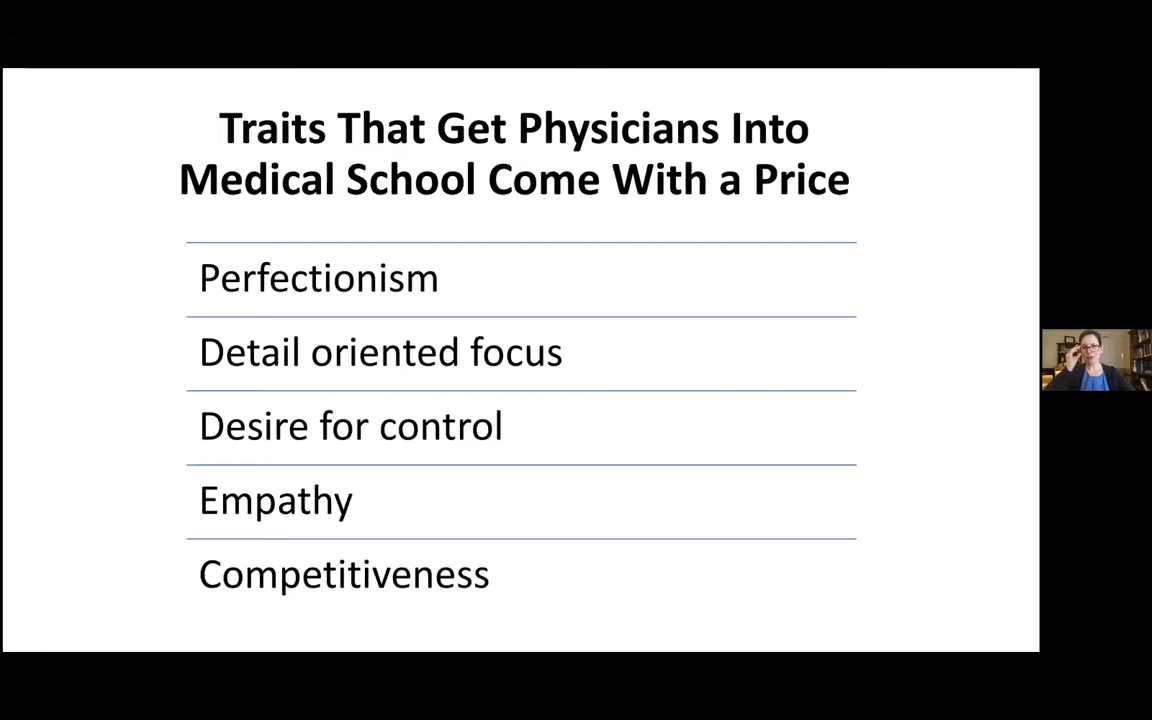 Traits That Get Physicians Into
Medical School Come With a Price
Perfectionism
Detail oriented focus
Desire for control
Empathy
Competitiveness